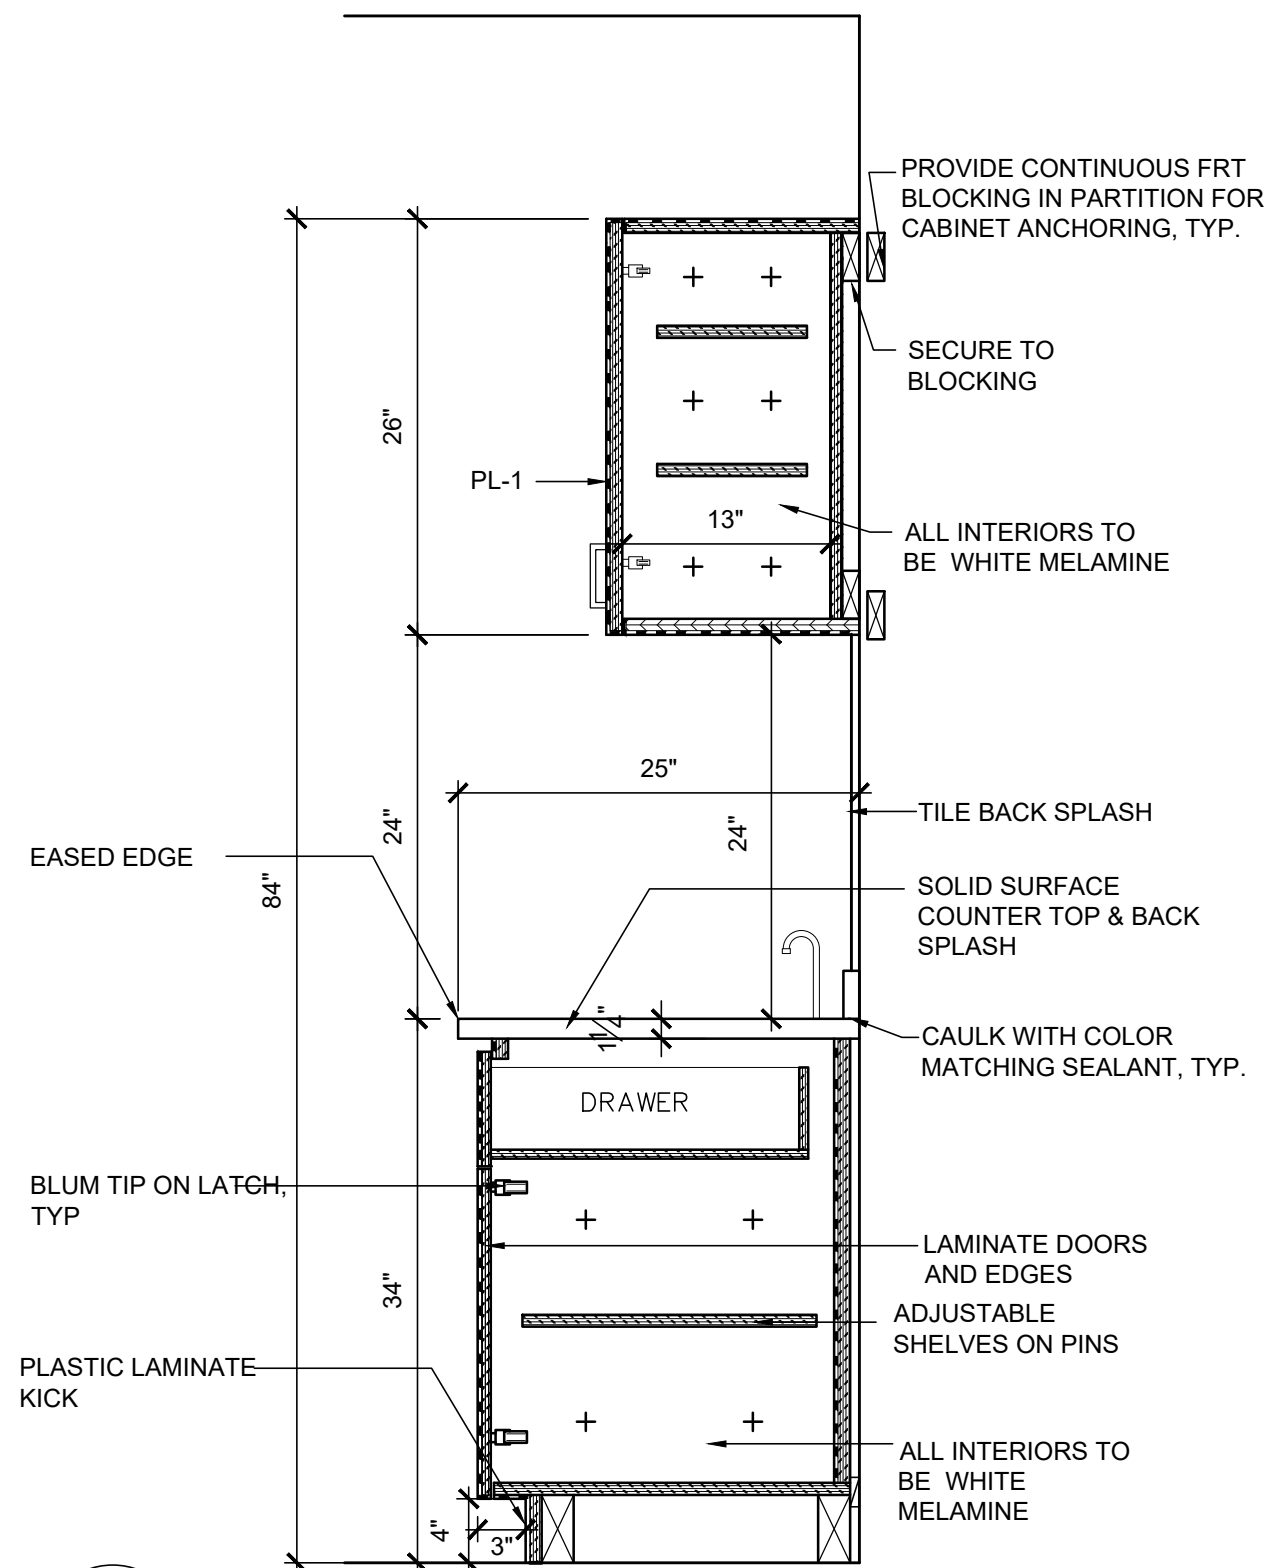 PROVIDE CONTINUOUS FRT
BLOCKING IN PARTITION FOR
CABINET ANCHORING, TYP.
SECURE TO
BLOCKING
26"
PL-1
13"
ALL INTERIORS TO
BE WHITE MELAMINE
25"
24"
24"
TILE BACK SPLASH
EASED EDGE
84"
SOLID SURFACE
COUNTER TOP & BACK
SPLASH
1 1/4"
CAULK WITH COLOR
MATCHING SEALANT, TYP.
DRAWER
BLUM TIP ON LATCH,
TYP
LAMINATE DOORS
AND EDGES
34"
ADJUSTABLE
SHELVES ON PINS
PLASTIC LAMINATE
KICK
ALL INTERIORS TO
BE WHITE
MELAMINE
4"
3"